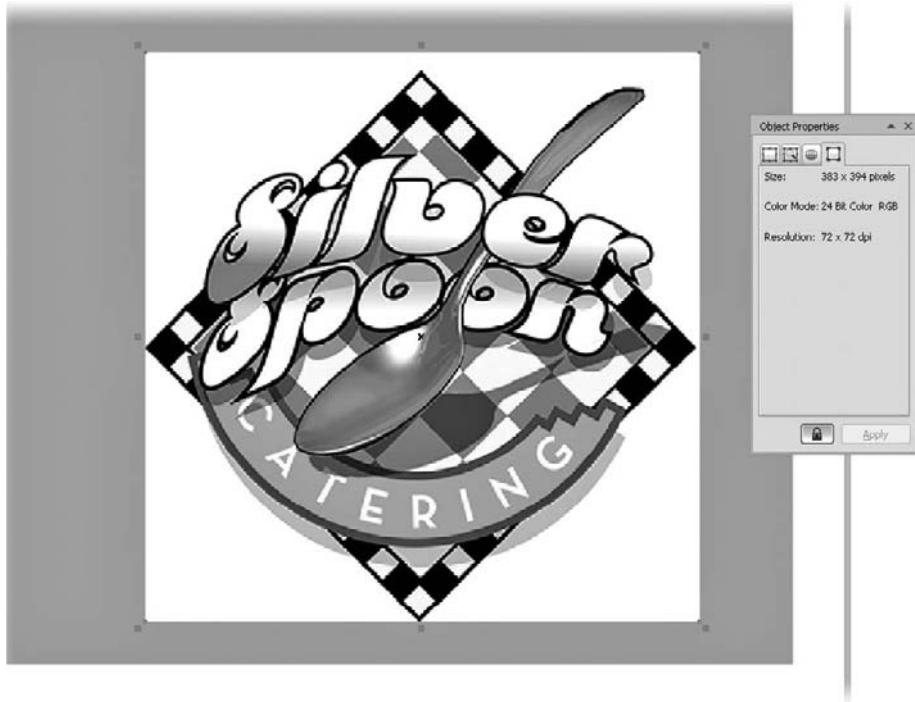 Silver
Spoon
CATERING
Object Properties
Size: 383 x 394 pixels
Color Mode: 24 Bit Color RGB
Resolution: 72 x 72 dpi
Apply